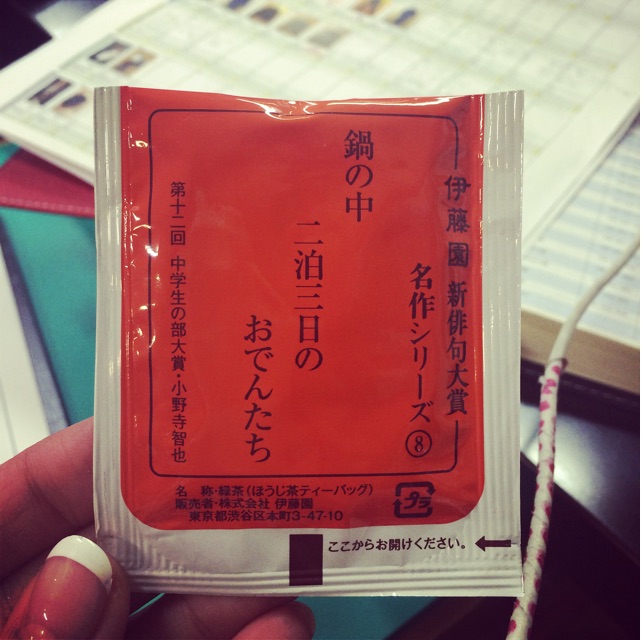 伊藤園 新俳句大賞
名作シリーズ⑧
鍋の中
二泊三日の
おでんたち
第十二回 中学生の部大賞・小野寺智也
名 称・緑茶(ほうじ茶ティーバッグ)
販売者・株式会社 伊藤園
東京都渋谷区本町3-47-10
プラ
ここからお開けください。